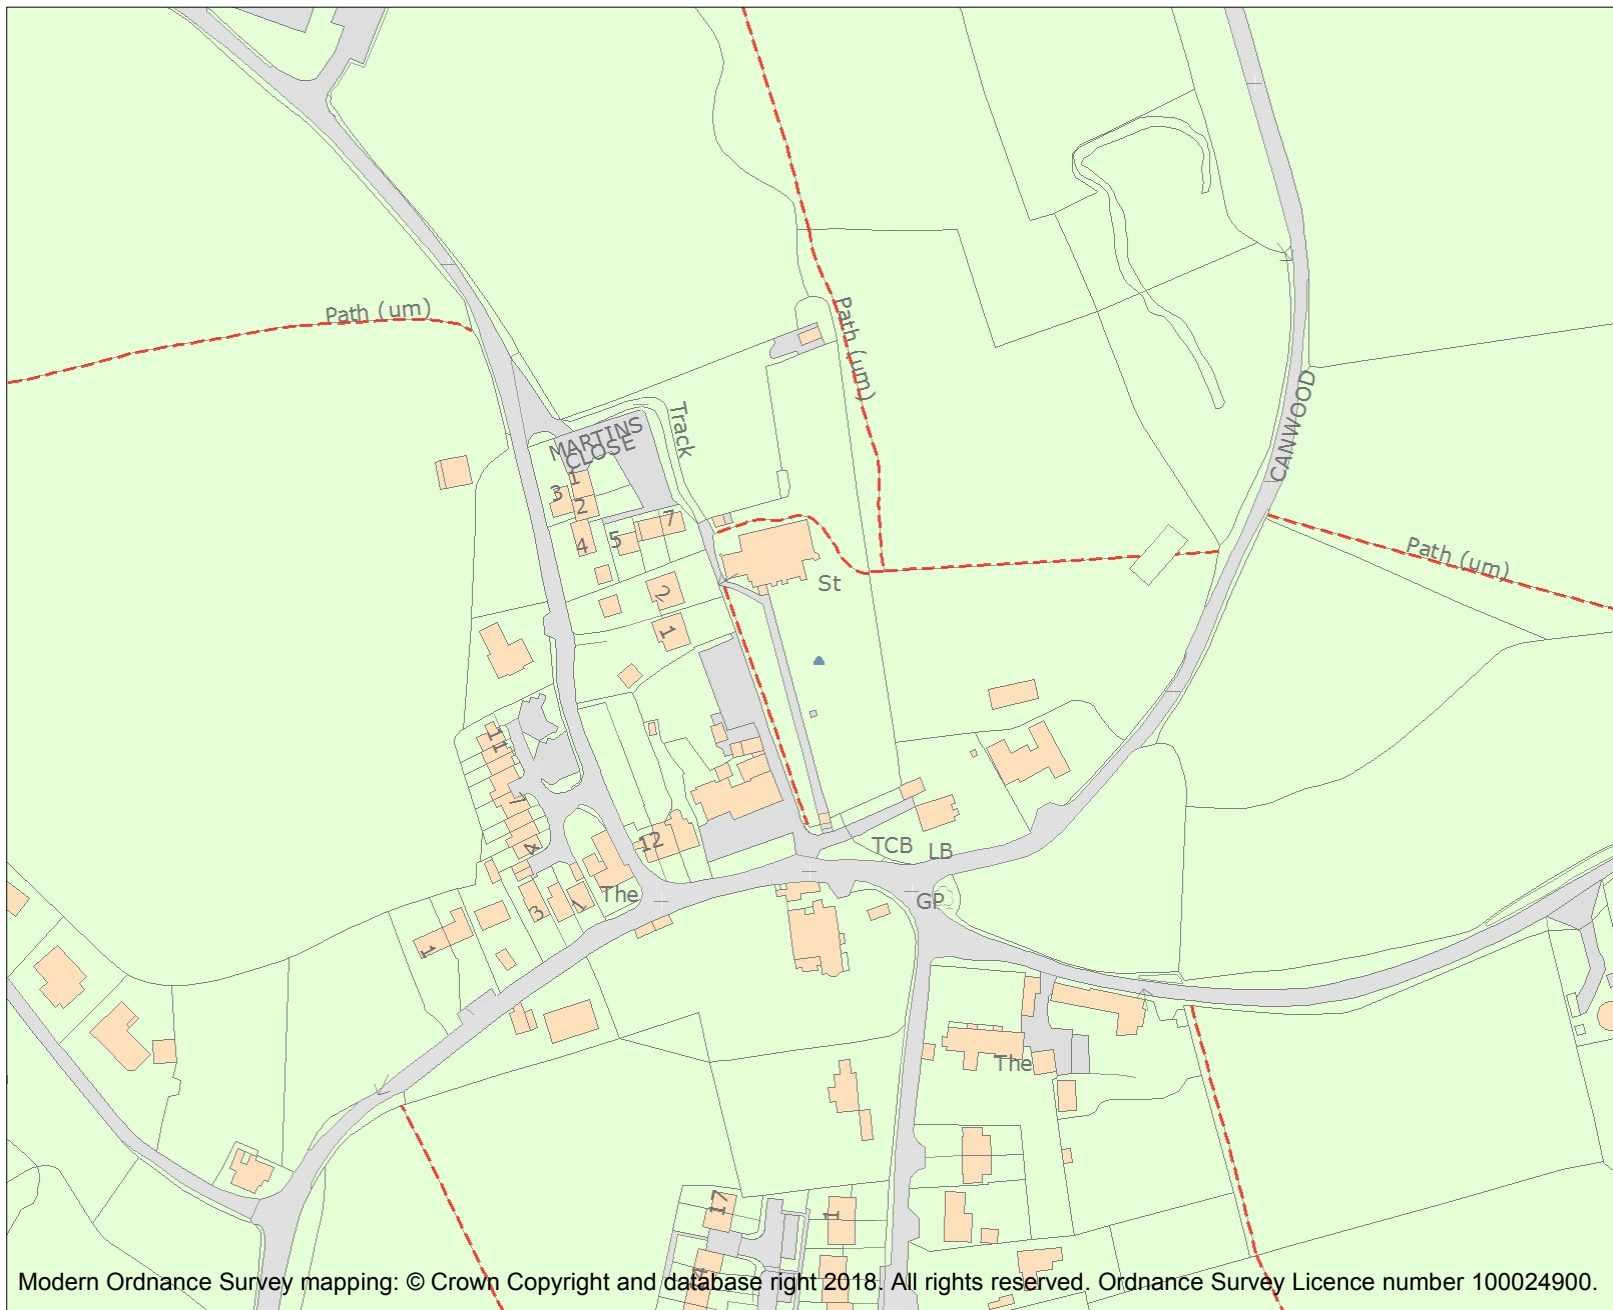 Path (um)
Path (um)
Track
CANWOOD
MARTINS
CLOSE
1
3
2
4
5
7
Path (um)
St
2
1
11
7
4
12
TCB
LB
The
GP
3
1
1
The
17
1
14
Modern Ordnance Survey mapping: © Crown Copyright and database right 2018. All rights reserved. Ordnance Survey Licence number 100024900.